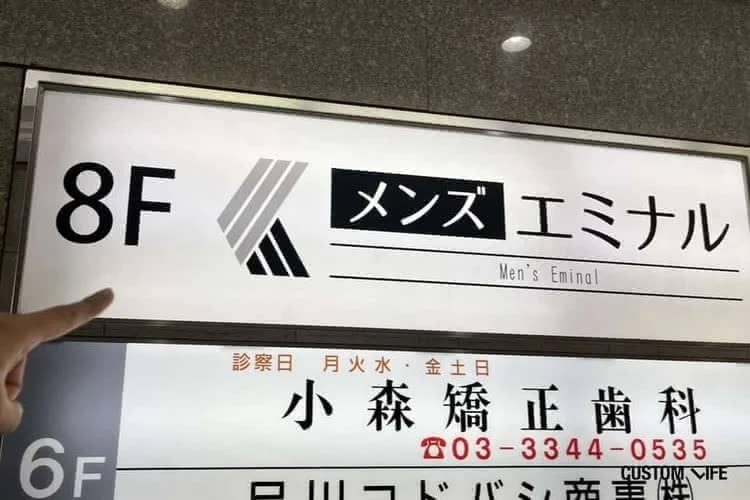 8F メンズ エミナル
Men's Eminal
診察日 月火水・金土日
小森矯正歯科
☎03-3344-0535
6F
CUSTOM LIFE